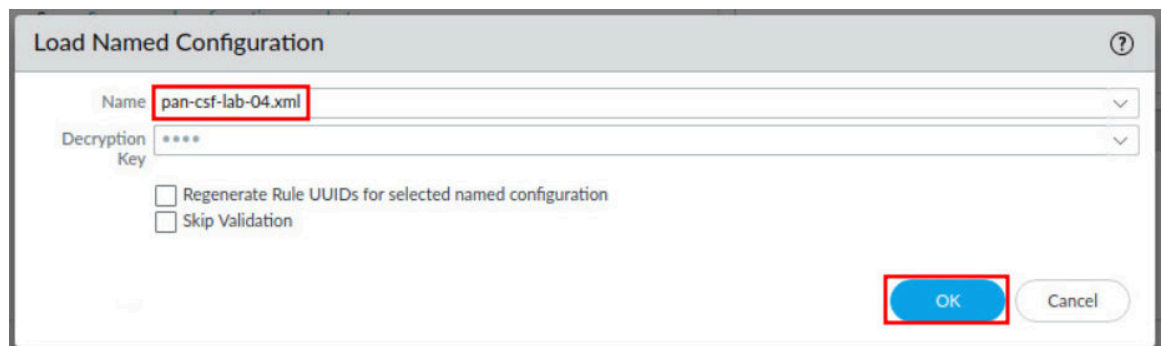 Load Named Configuration
Name pan-csf-lab-04.xml
Decryption ••••
Key
Regenerate Rule UUIDs for selected named configuration
Skip Validation
OK Cancel